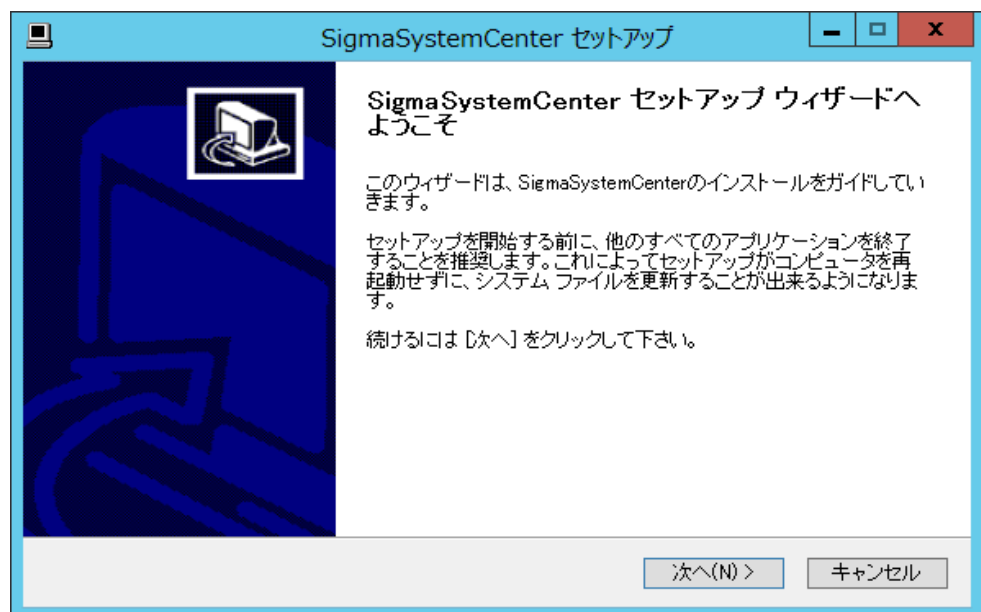 SigmaSystemCenter セットアップ
SigmaSystemCenter セットアップ ウィザードへ
ようこそ
このウィザードは、SigmaSystemCenterのインストールをガイドしてい
きます。
セットアップを開始する前に、他のすべてのアプリケーションを終了
することを推奨します。これによってセットアップがコンピュータを再
起動せずに、システム ファイルを更新することが出来るようになりま
す。
続けるには [次へ] をクリックして下さい。
次へ(N) >
キャンセル